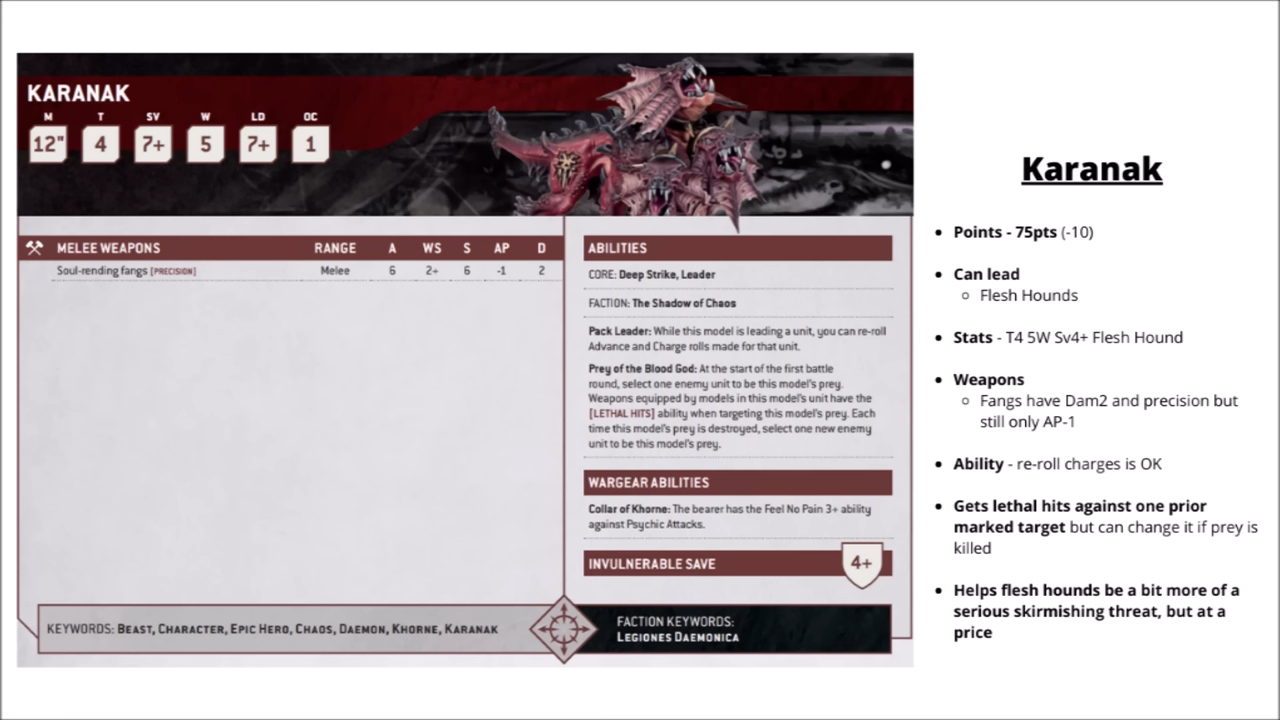 KARANAK
M T SV W LD OC
12" 4 7+ 5 7+ 1
MELEE WEAPONS RANGE A WS S AP D
Soul-rending fangs [PRECISION] Melee 6 2+ 6 -1 2
ABILITIES
CORE: Deep Strike, Leader
FACTION: The Shadow of Chaos
Pack Leader: While this model is leading a unit, you can re-roll
Advance and Charge rolls made for that unit.
Prey of the Blood God: At the start of the first battle
round, select one enemy unit to be this model's prey.
Weapons equipped by models in this model's unit have the
[LETHAL HITS] ability when targeting this model's prey. Each
time this model's prey is destroyed, select one new enemy
unit to be this model's prey.
WARGEAR ABILITIES
Collar of Khorne: The bearer has the Feel No Pain 3+ ability
against Psychic Attacks.
INVULNERABLE SAVE 4+
KEYWORDS: BEAST, CHARACTER, EPIC HERO, CHAOS, DAEMON, KHORNE, KARANAK
FACTION KEYWORDS:
LEGIONES DAEMONICA
Karanak
• Points - 75pts (-10)
• Can lead
○ Flesh Hounds
• Stats - T4 5W Sv4+ Flesh Hound
• Weapons
○ Fangs have Dam2 and precision but
still only AP-1
• Ability - re-roll charges is OK
• Gets lethal hits against one prior
marked target but can change it if prey is
killed
• Helps flesh hounds be a bit more of a
serious skirmishing threat, but at a
price